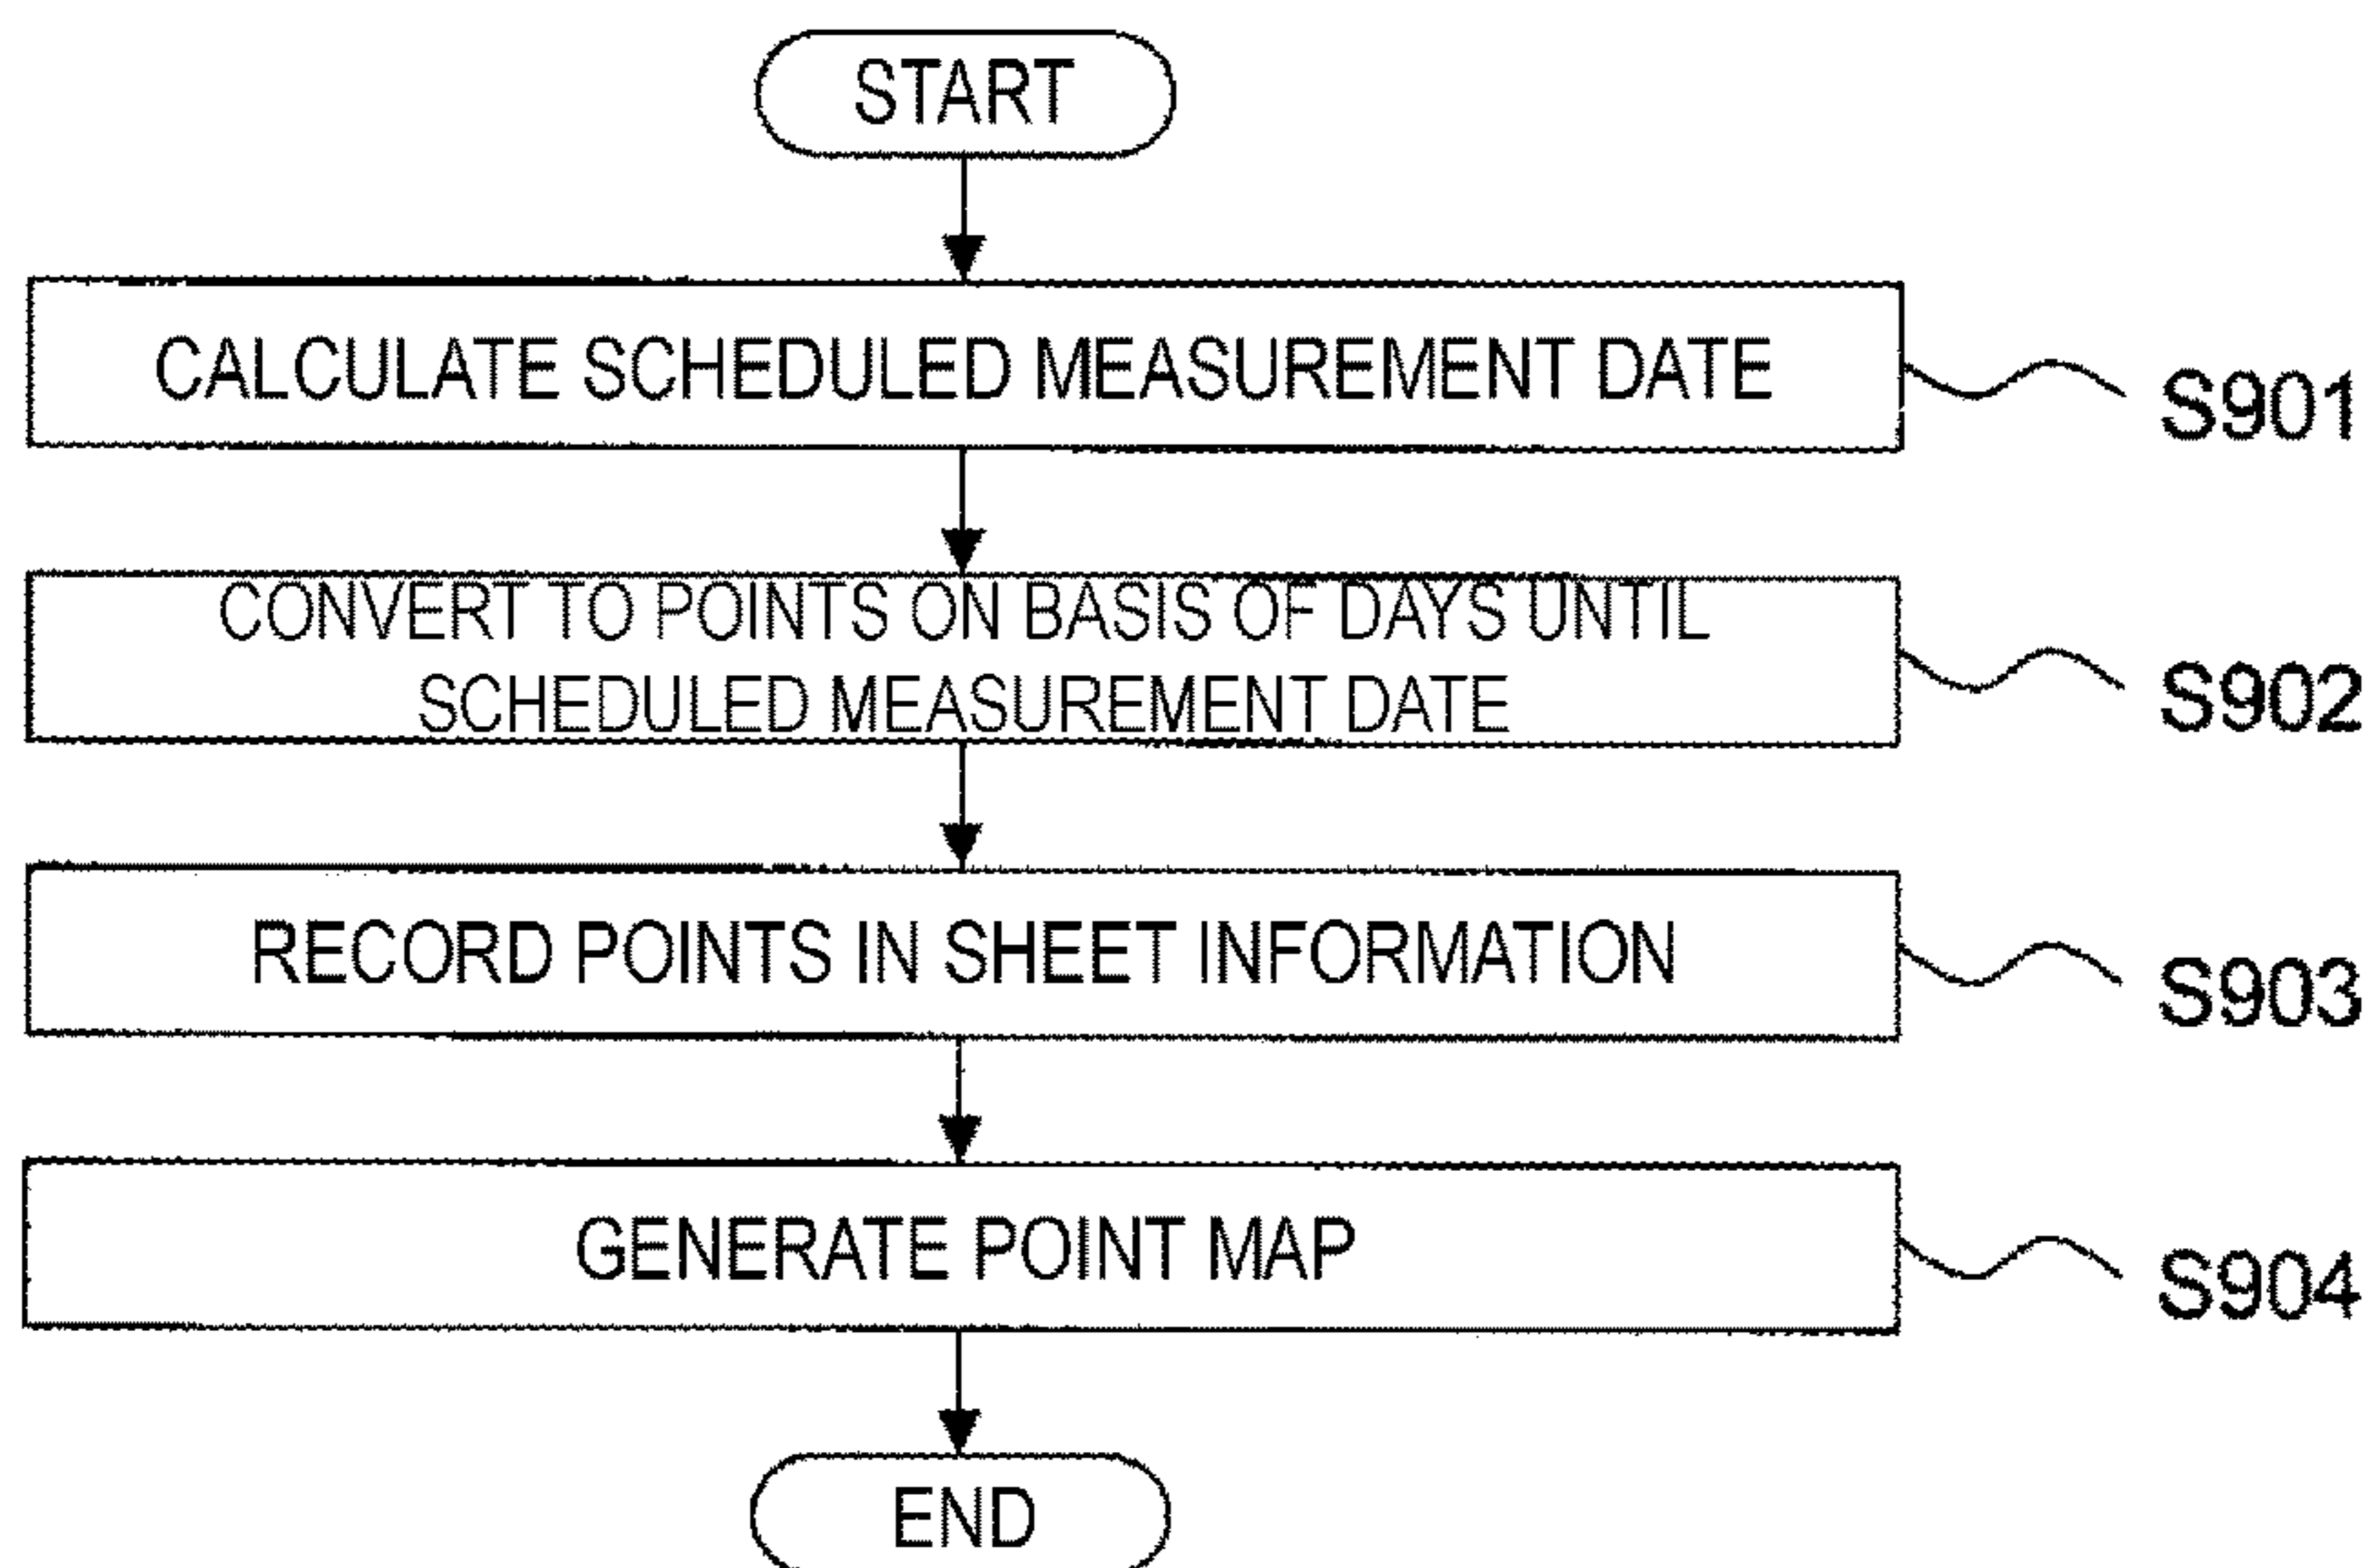 START
CALCULATE SCHEDULED MEASUREMENT DATE
S901
CONVERT TO POINTS ON BASIS OF DAYS UNTIL
SCHEDULED MEASUREMENT DATE
S902
RECORD POINTS IN SHEET INFORMATION
S903
GENERATE POINT MAP
S904
END